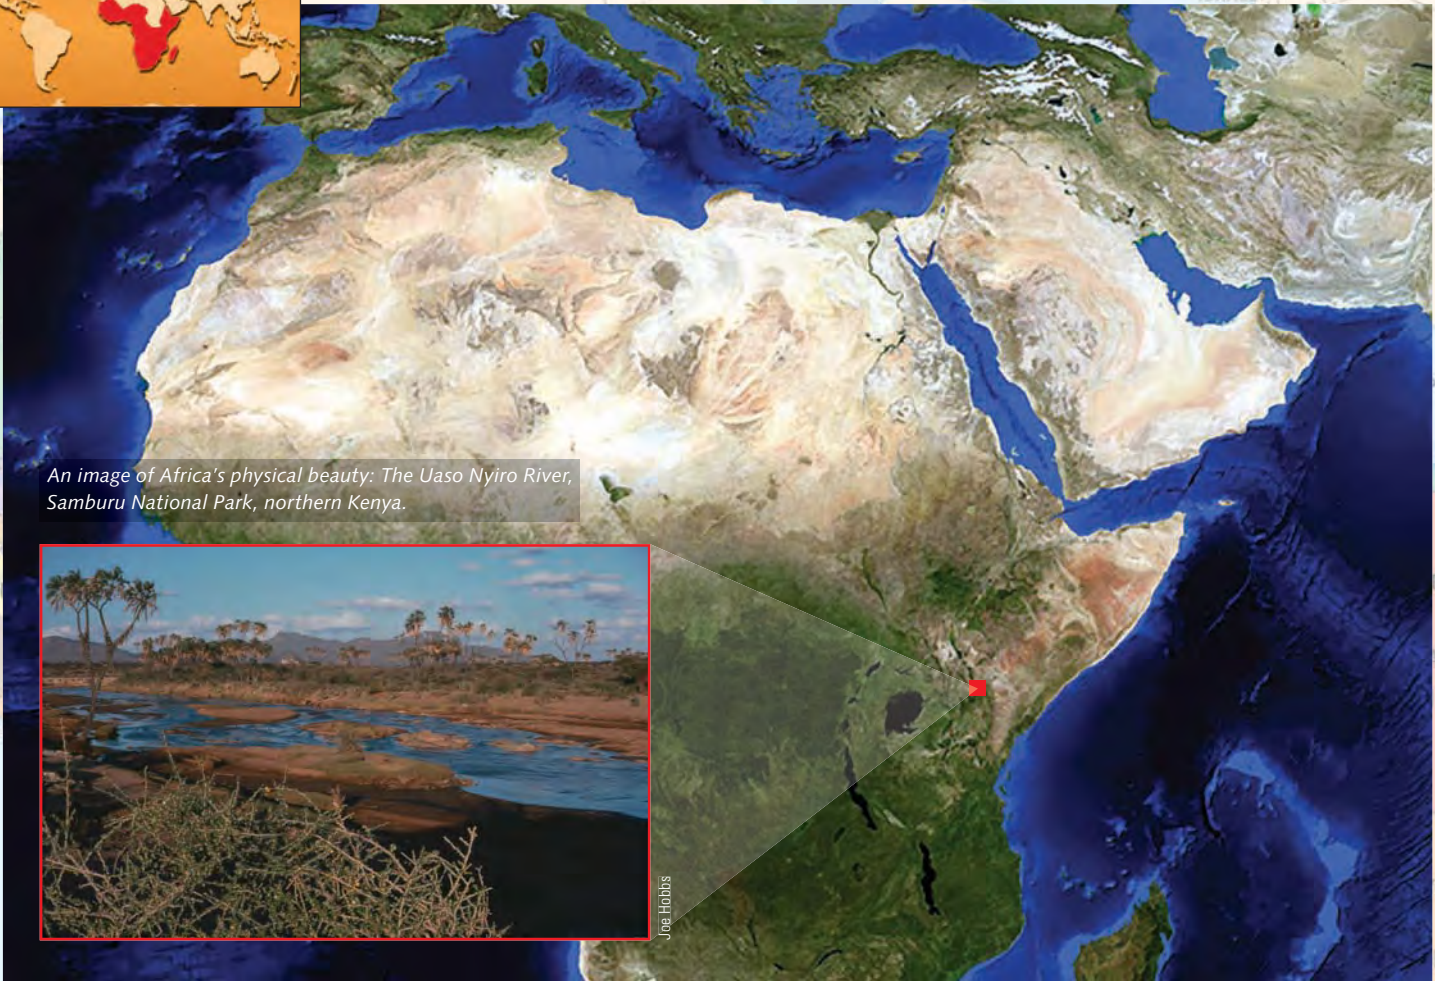 An image of Africa's physical beauty: The Uaso Nyiro River,
Samburu National Park, northern Kenya.
Joe Hobbs